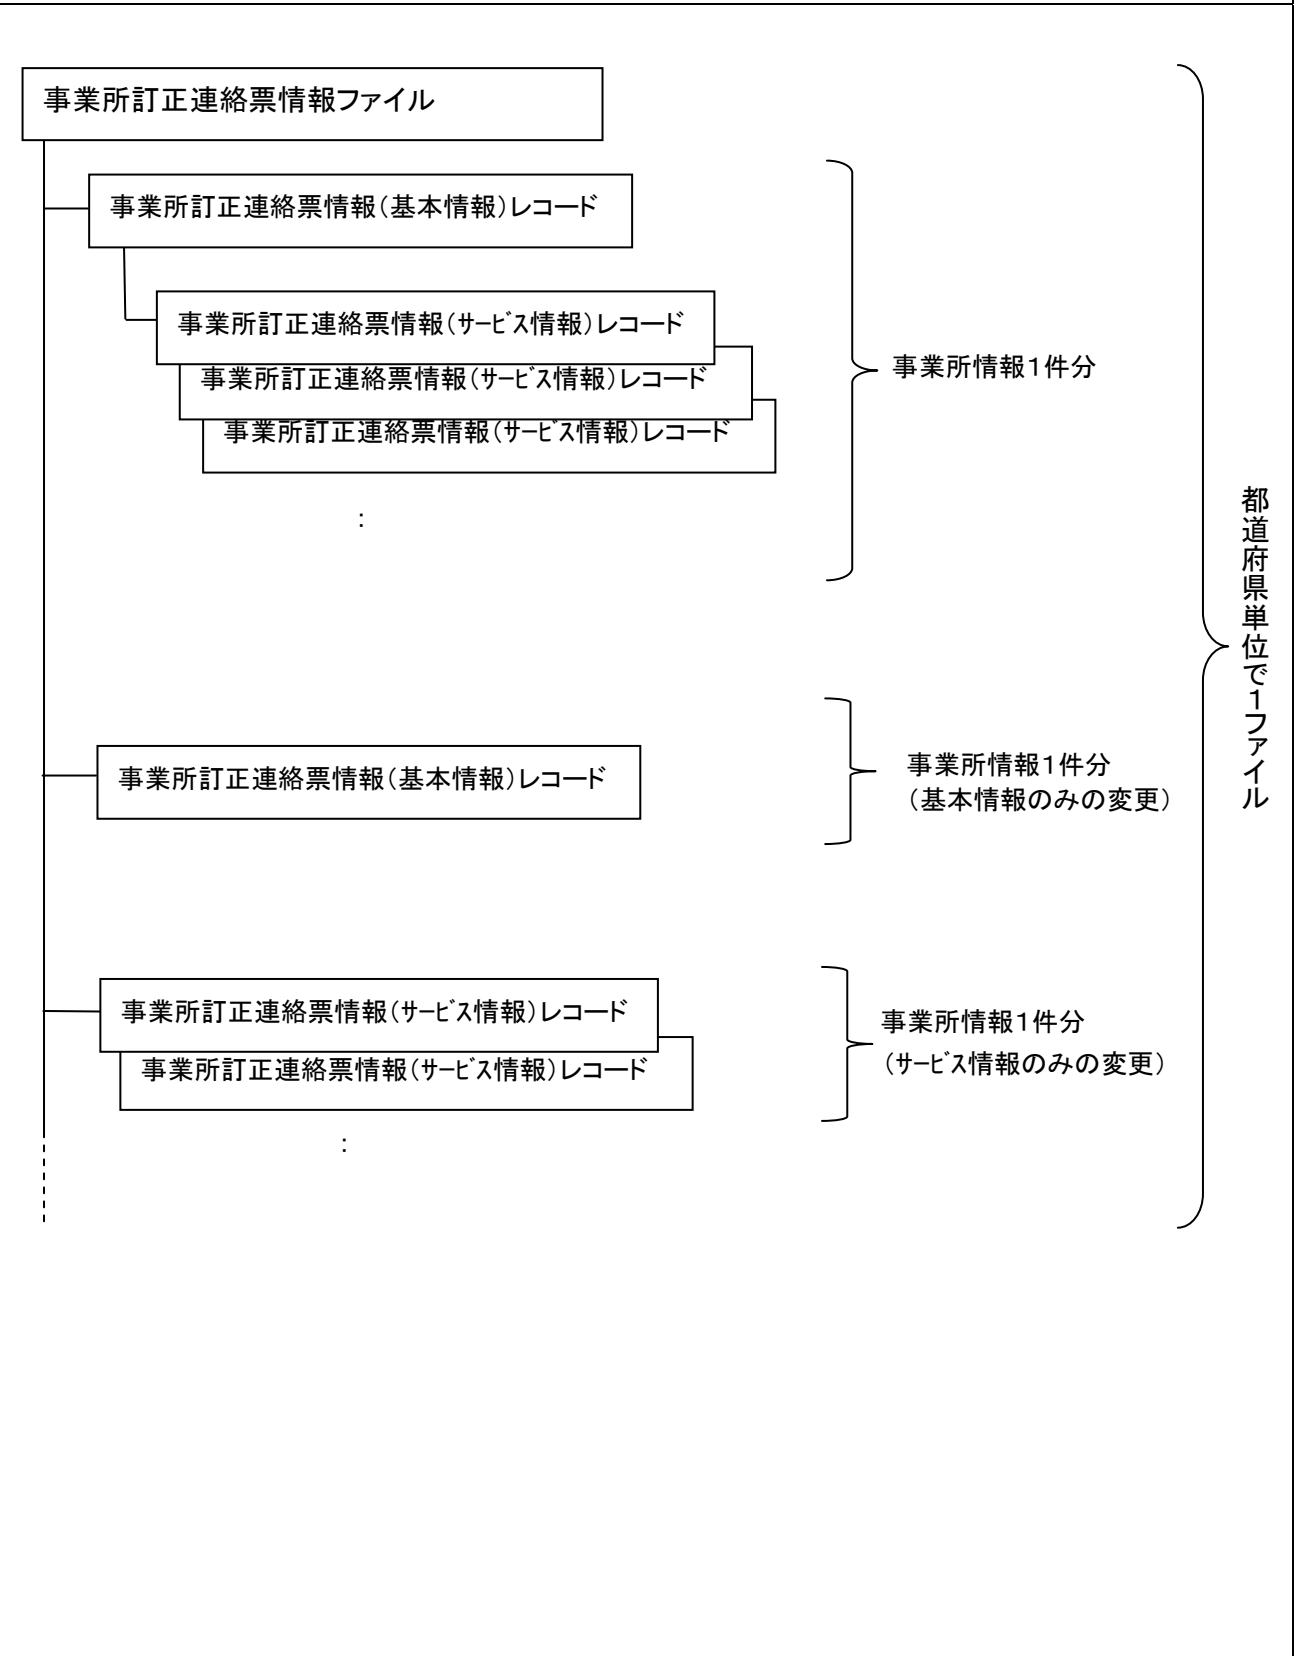 事業所訂正連絡票情報ファイル
事業所訂正連絡票情報（基本情報）レコード
事業所訂正連絡票情報（ｻｰﾋﾞｽ情報）レコード
事業所訂正連絡票情報（ｻｰﾋﾞｽ情報）レコード
事業所訂正連絡票情報（ｻｰﾋﾞｽ情報）レコード
：
事業所情報１件分
事業所訂正連絡票情報（基本情報）レコード
事業所情報１件分
（基本情報のみの変更）
事業所訂正連絡票情報（ｻｰﾋﾞｽ情報）レコード
事業所訂正連絡票情報（ｻｰﾋﾞｽ情報）レコード
：
事業所情報１件分
（ｻｰﾋﾞｽ情報のみの変更）
都道府県単位で１ファイル